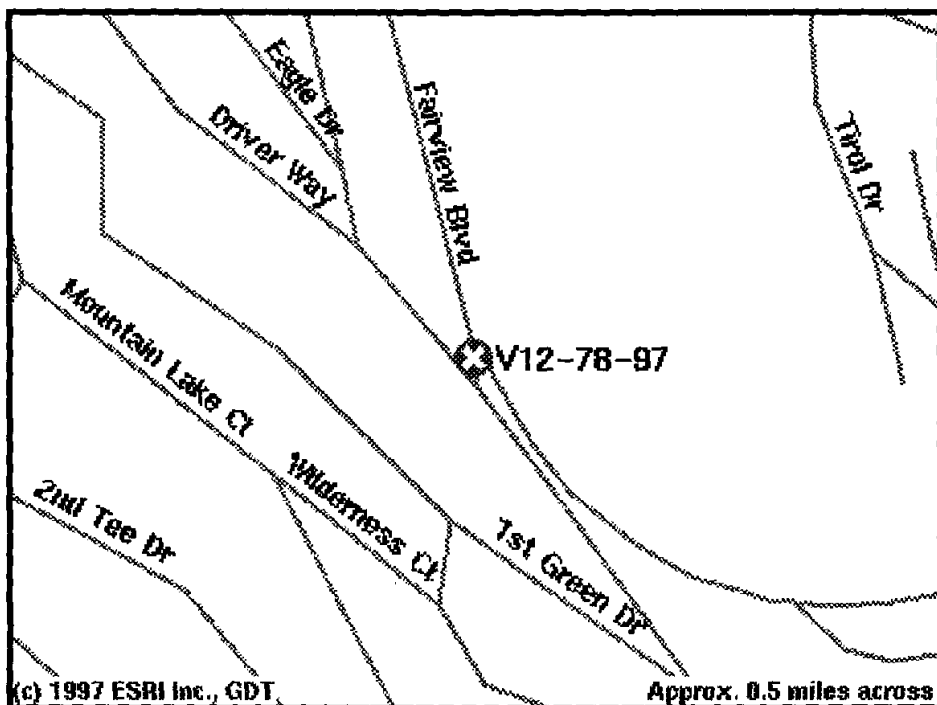 Eagle Dr
Driver Way
Fairview Blvd
Tirol Dr
Mountain Lake Ct
V12-78-97
2nd Tee Dr
Wilderness Ct
1st Green Dr
(c) 1997 ESRI Inc., GDT
Approx. 0.5 miles across